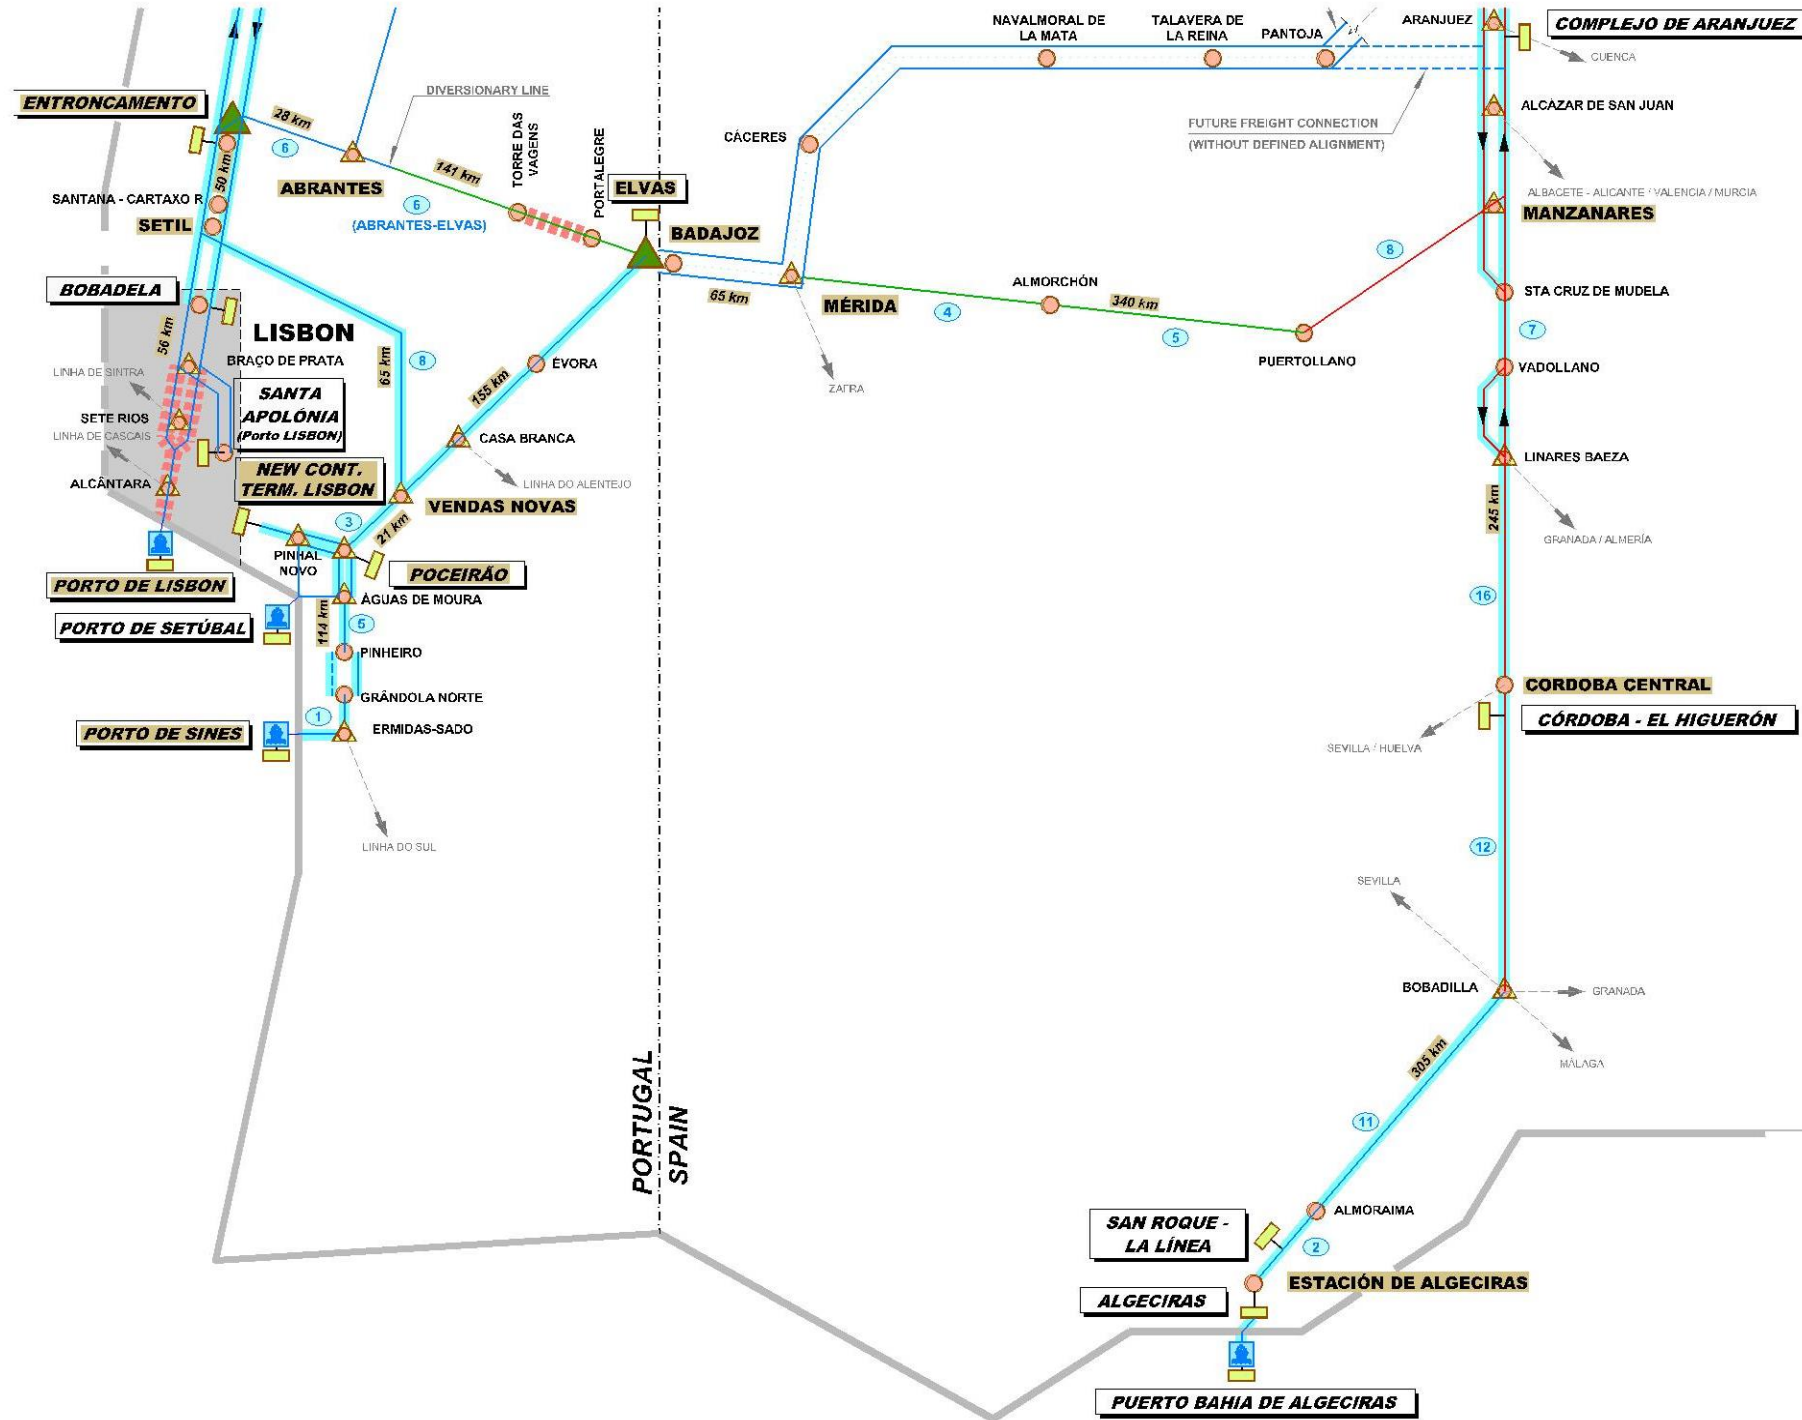 NAVALMORAL DE
LA MATA
TALAVERA DE
LA REINA
PANTOJA
ARANJUEZ
COMPLEJO DE ARANJUEZ
CUENCA
ENTRONCAMENTO
28 km
6
DIVERSIONARY LINE
ALCÁZAR DE SAN JUAN
FUTURE FREIGHT CONNECTION
(WITHOUT DEFINED ALIGNMENT)
CÁCERES
TORRE DAS
VAGENS
PORTALEGRE
50 km
ABRANTES
141 km
6
(ABRANTES-ELVAS)
ELVAS
ALBACETE - ALICANTE / VALENCIA / MURCIA
SANTANA - CARTAXO R
SETIL
BADAJOZ
MANZANARES
8
BOBADELA
65 km
MÉRIDA
ALMORCHÓN
340 km
4
5
STA CRUZ DE MUDELA
7
LISBON
56 km
BRAÇO DE PRATA
65 km
8
ÉVORA
PUERTOLLANO
VADOLLANO
LINHA DE SINTRA
SANTA
APOLÓNIA
(Porto LISBON)
155 km
ZAFRA
SETE RIOS
LINHA DE CASCAIS
CASA BRANCA
LINARES BAEZA
ALCÂNTARA
NEW CONT.
TERM. LISBON
LINHA DO ALENTEJO
VENDAS NOVAS
245 km
3
21 km
GRANADA / ALMERÍA
PINHAL
NOVO
POCEIRÃO
PORTO DE LISBON
ÁGUAS DE MOURA
16
PORTO DE SETÚBAL
114 km
5
PINHEIRO
GRÂNDOLA NORTE
CORDOBA CENTRAL
1
CÓRDOBA - EL HIGUERÓN
PORTO DE SINES
ERMIDAS-SADO
SEVILLA / HUELVA
LINHA DO SUL
12
SEVILLA
BOBADILLA
GRANADA
MÁLAGA
305 km
PORTUGAL
SPAIN
11
ALMORAIMA
SAN ROQUE -
LA LÍNEA
2
ESTACIÓN DE ALGECIRAS
ALGECIRAS
PUERTO BAHIA DE ALGECIRAS